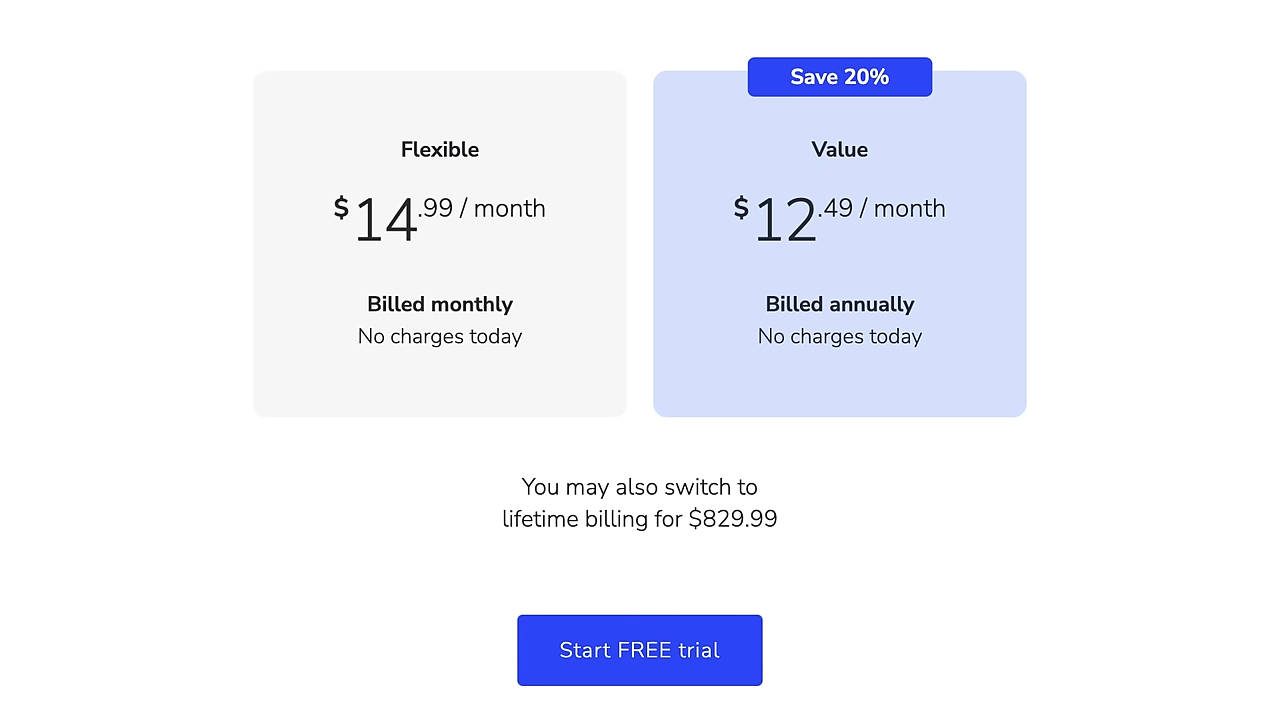 Save 20%
Flexible
Value
$14.99 / month
$12.49 / month
Billed monthly
No charges today
Billed annually
No charges today
You may also switch to
lifetime billing for $829.99
Start FREE trial